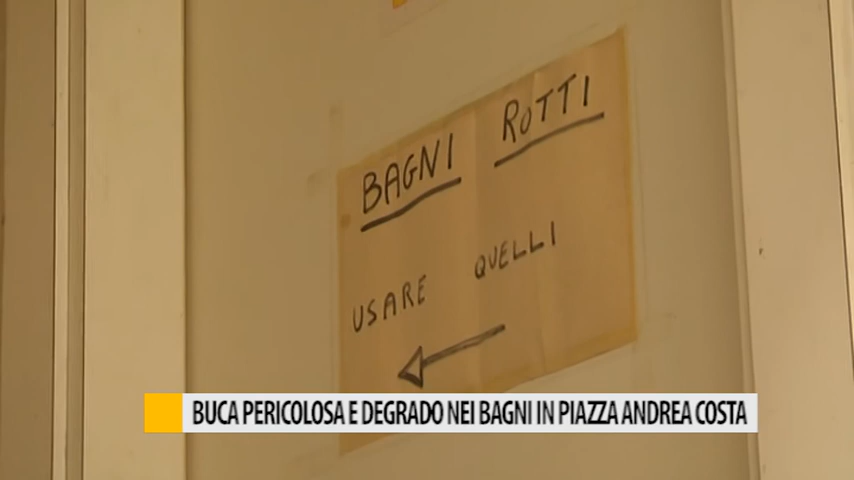 BAGNI ROTTI
USARE QUELLI
BUCA PERICOLOSA E DEGRADO NEI BAGNI IN PIAZZA ANDREA COSTA